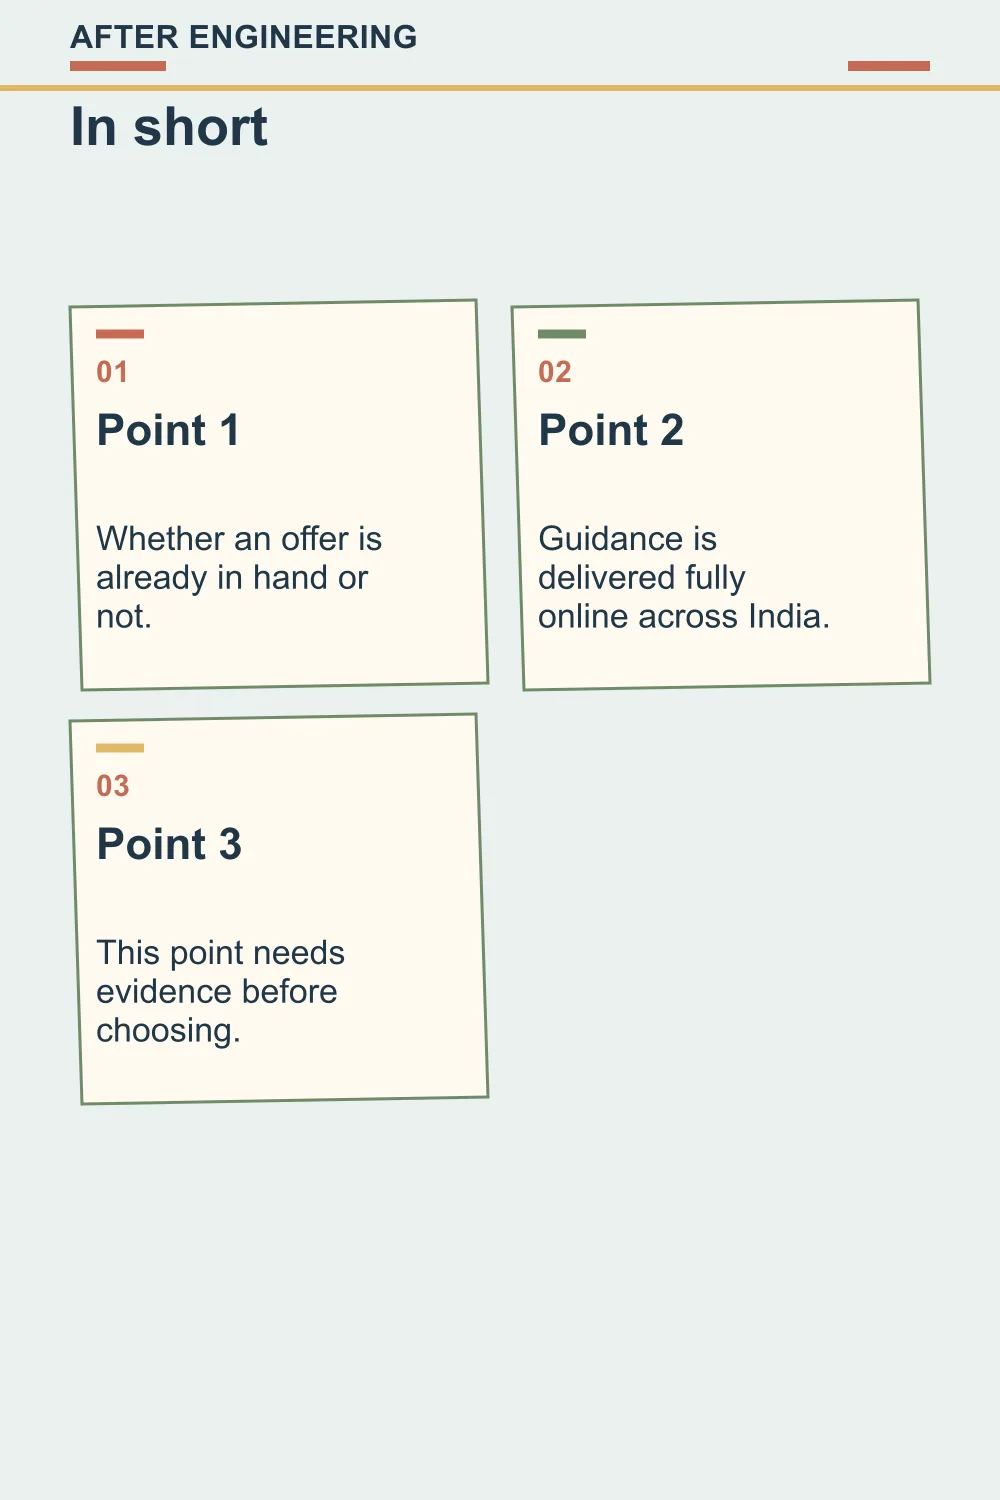 AFTER ENGINEERING
In short
01
Point 1
Whether an offer is
already in hand or
not.
02
Point 2
Guidance is
delivered fully
online across India.
03
Point 3
This point needs
evidence before
choosing.